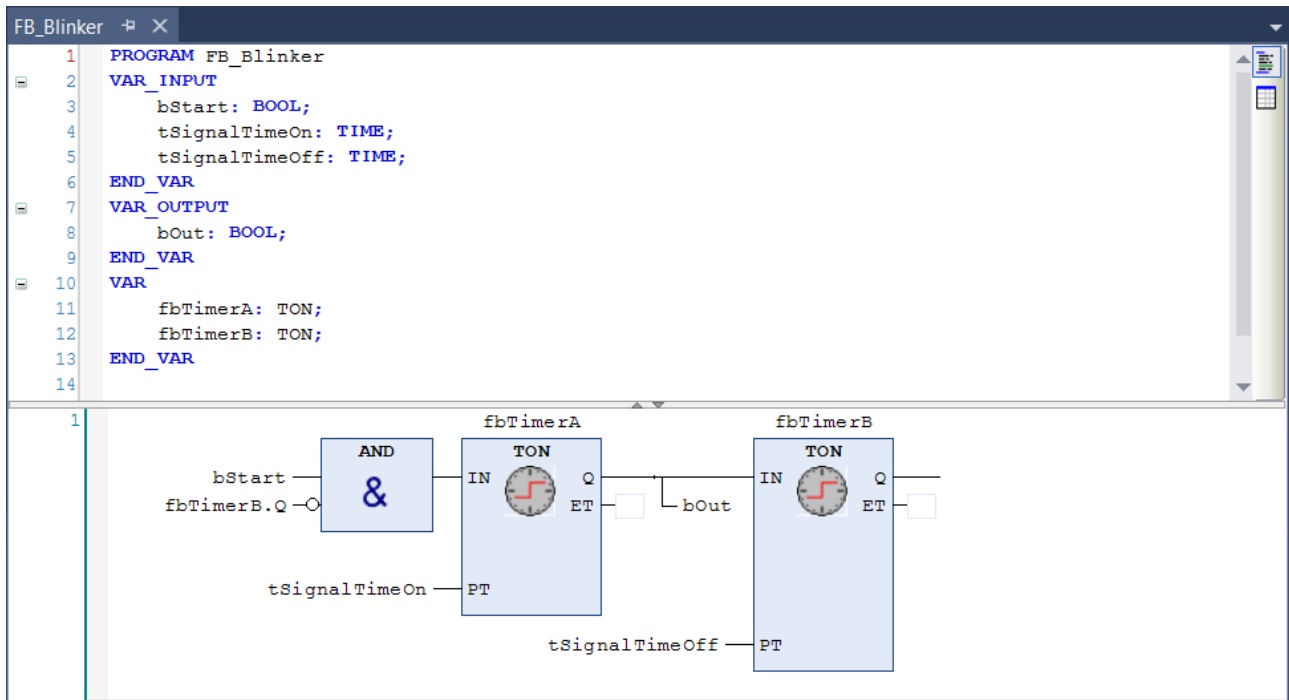 FB_Blinker
1 PROGRAM FB_Blinker
2 VAR_INPUT
3 bStart: BOOL;
4 tSignalTimeOn: TIME;
5 tSignalTimeOff: TIME;
6 END_VAR
7 VAR_OUTPUT
8 bOut: BOOL;
9 END_VAR
10 VAR
11 fbTimerA: TON;
12 fbTimerB: TON;
13 END_VAR
14
1 fbTimerA fbTimerB
AND TON TON
bStart & IN Q IN Q
fbTimerB.Q ET bOut ET
tSignalTimeOn PT
tSignalTimeOff PT